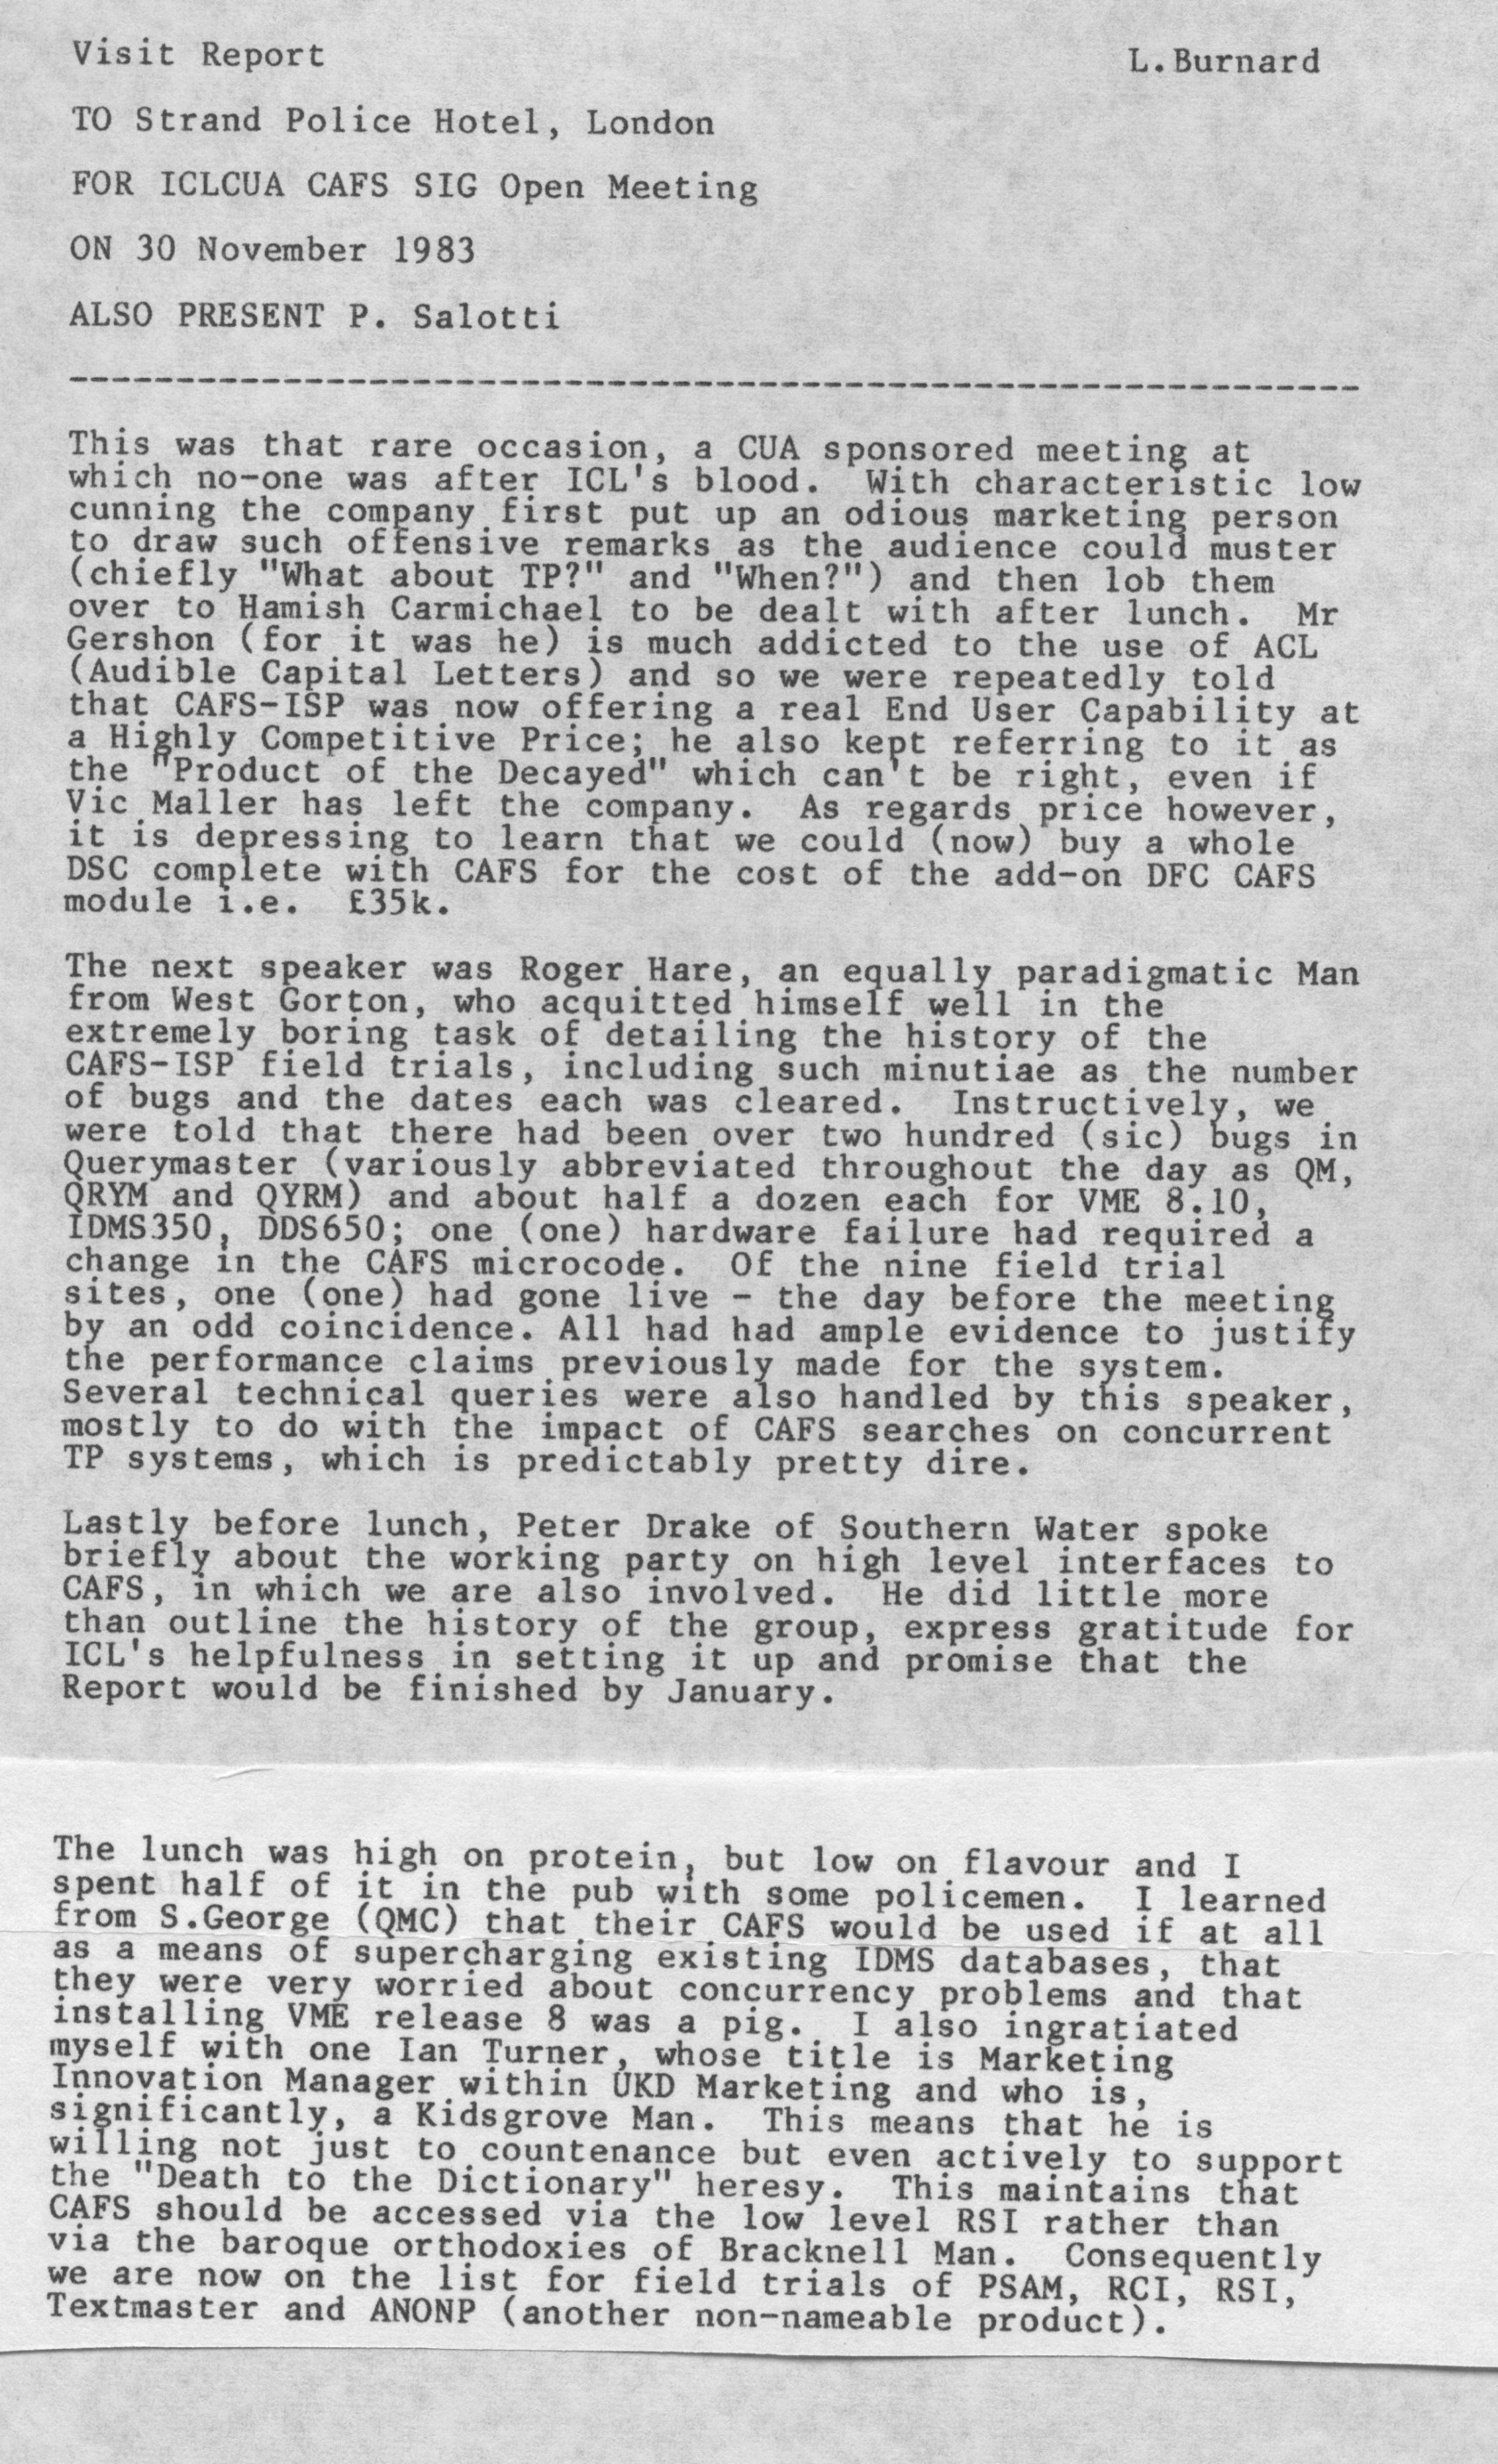 Visit Report L.Burnard
TO Strand Police Hotel, London
FOR ICLCUA CAFS SIG Open Meeting
ON 30 November 1983
ALSO PRESENT P. Salotti
------------------------------------------------------------
This was that rare occasion, a CUA sponsored meeting at
which no-one was after ICL's blood. With characteristic low
cunning the company first put up an odious marketing person
to draw such offensive remarks as the audience could muster
(chiefly "What about TP?" and "When?") and then lob them
over to Hamish Carmichael to be dealt with after lunch. Mr
Gershon (for it was he) is much addicted to the use of ACL
(Audible Capital Letters) and so we were repeatedly told
that CAFS-ISP was now offering a real End User Capability at
a Highly Competitive Price; he also kept referring to it as
the "Product of the Decayed" which can't be right, even if
Vic Maller has left the company. As regards price however,
it is depressing to learn that we could (now) buy a whole
DSC complete with CAFS for the cost of the add-on DFC CAFS
module i.e. £35k.
The next speaker was Roger Hare, an equally paradigmatic Man
from West Gorton, who acquitted himself well in the
extremely boring task of detailing the history of the
CAFS-ISP field trials, including such minutiae as the number
of bugs and the dates each was cleared. Instructively, we
were told that there had been over two hundred (sic) bugs in
Querymaster (variously abbreviated throughout the day as QM,
QRYM and QYRM) and about half a dozen each for VME 8.10,
IDMS350, DDS650; one (one) hardware failure had required a
change in the CAFS microcode. Of the nine field trial
sites, one (one) had gone live - the day before the meeting
by an odd coincidence. All had had ample evidence to justify
the performance claims previously made for the system.
Several technical queries were also handled by this speaker,
mostly to do with the impact of CAFS searches on concurrent
TP systems, which is predictably pretty dire.
Lastly before lunch, Peter Drake of Southern Water spoke
briefly about the working party on high level interfaces to
CAFS, in which we are also involved. He did little more
than outline the history of the group, express gratitude for
ICL's helpfulness in setting it up and promise that the
Report would be finished by January.
The lunch was high on protein, but low on flavour and I
spent half of it in the pub with some policemen. I learned
from S.George (QMC) that their CAFS would be used if at all
as a means of supercharging existing IDMS databases, that
they were very worried about concurrency problems and that
installing VME release 8 was a pig. I also ingratiated
myself with one Ian Turner, whose title is Marketing
Innovation Manager within UKD Marketing and who is,
significantly, a Kidsgrove Man. This means that he is
willing not just to countenance but even actively to support
the "Death to the Dictionary" heresy. This maintains that
CAFS should be accessed via the low level RSI rather than
via the baroque orthodoxies of Bracknell Man. Consequently
we are now on the list for field trials of PSAM, RCI, RSI,
Textmaster and ANONP (another non-nameable product).